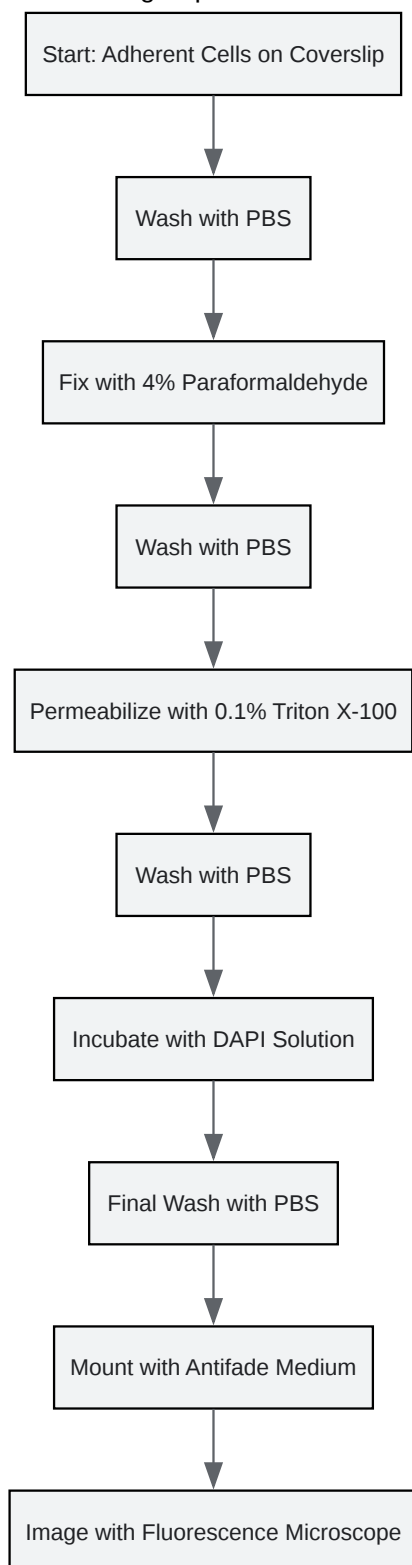 Start: Adherent Cells on Coverslip
Wash with PBS
Fix with 4% Paraformaldehyde
Wash with PBS
Permeabilize with 0.1% Triton X-100
Wash with PBS
Incubate with DAPI Solution
Final Wash with PBS
Mount with Antifade Medium
Image with Fluorescence Microscope